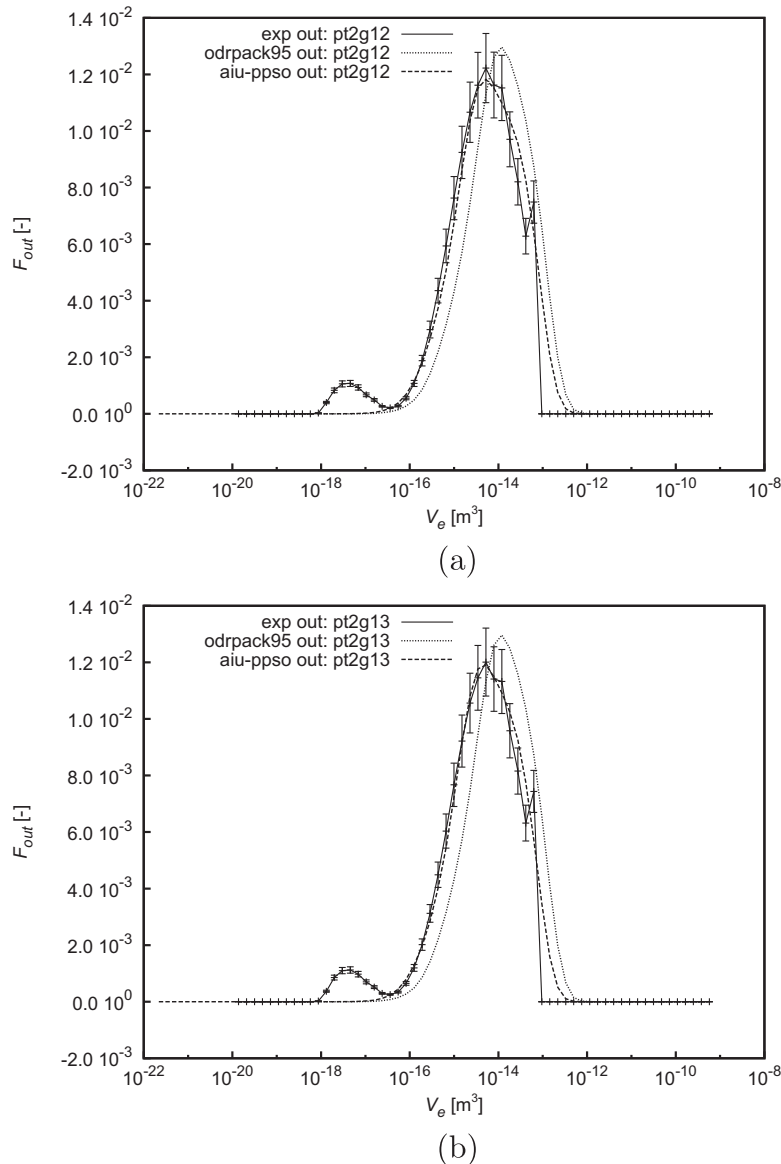 1.4 10⁻²
1.2 10⁻²
1.0 10⁻²
8.0 10⁻³
6.0 10⁻³
4.0 10⁻³
2.0 10⁻³
0.0 10⁰
-2.0 10⁻³
F_out [-]
exp out: pt2g12
odrpack95 out: pt2g12
aiu-ppso out: pt2g12
10⁻²² 10⁻²⁰ 10⁻¹⁸ 10⁻¹⁶ 10⁻¹⁴ 10⁻¹² 10⁻¹⁰ 10⁻⁸
V_e [m³]
(a)
1.4 10⁻²
1.2 10⁻²
1.0 10⁻²
8.0 10⁻³
6.0 10⁻³
4.0 10⁻³
2.0 10⁻³
0.0 10⁰
-2.0 10⁻³
F_out [-]
exp out: pt2g13
odrpack95 out: pt2g13
aiu-ppso out: pt2g13
10⁻²² 10⁻²⁰ 10⁻¹⁸ 10⁻¹⁶ 10⁻¹⁴ 10⁻¹² 10⁻¹⁰ 10⁻⁸
V_e [m³]
(b)